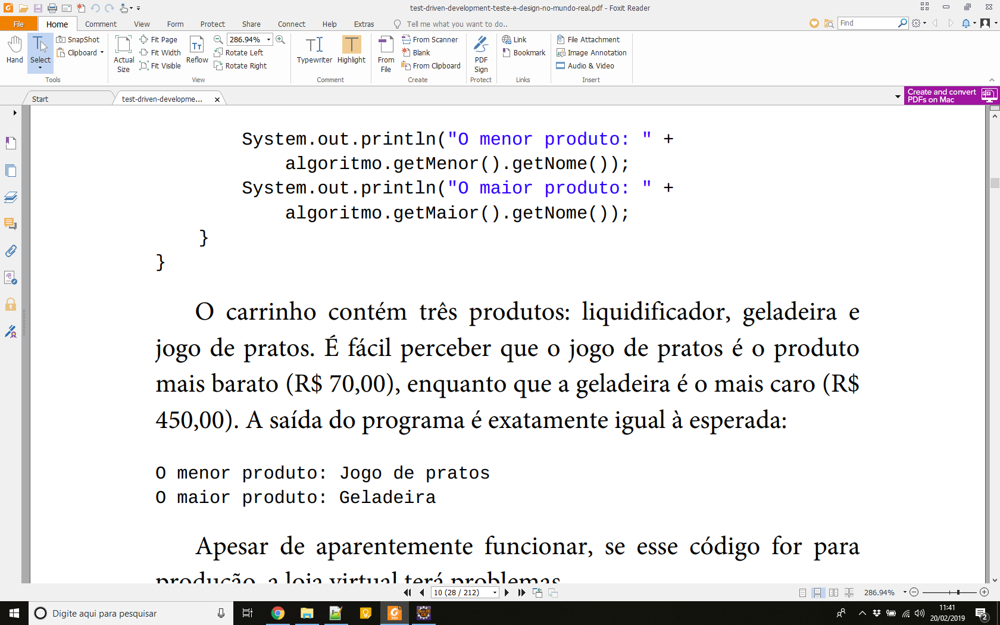 test-driven-development-teste-e-design-no-mundo-real.pdf - Foxit Reader
File Home Comment View Form Protect Share Connect Help Extras Tell me what you want to do.. Find
Hand
Select
SnapShot
Clipboard
Tools
Actual
Size
Fit Page
Fit Width
Fit Visible
Reflow
286.94%
Rotate Left
Rotate Right
View
Typewriter
Highlight
Comment
From
File
From Scanner
Blank
From Clipboard
Create
PDF
Sign
Protect
Link
Bookmark
Links
File Attachment
Image Annotation
Audio & Video
Insert
Start
test-driven-developme...
Create and convert
PDFs on Mac
System.out.println("O menor produto: " +
algoritmo.getMenor().getNome());
System.out.println("O maior produto: " +
algoritmo.getMaior().getNome());
}
}
O carrinho contém três produtos: liquidificador, geladeira e
jogo de pratos. É fácil perceber que o jogo de pratos é o produto
mais barato (R$ 70,00), enquanto que a geladeira é o mais caro (R$
450,00). A saída do programa é exatamente igual à esperada:
O menor produto: Jogo de pratos
O maior produto: Geladeira
Apesar de aparentemente funcionar, se esse código for para
produção, a loja virtual terá problemas.
10 (28 / 212)
286.94%
Digite aqui para pesquisar
11:41
20/02/2019
2